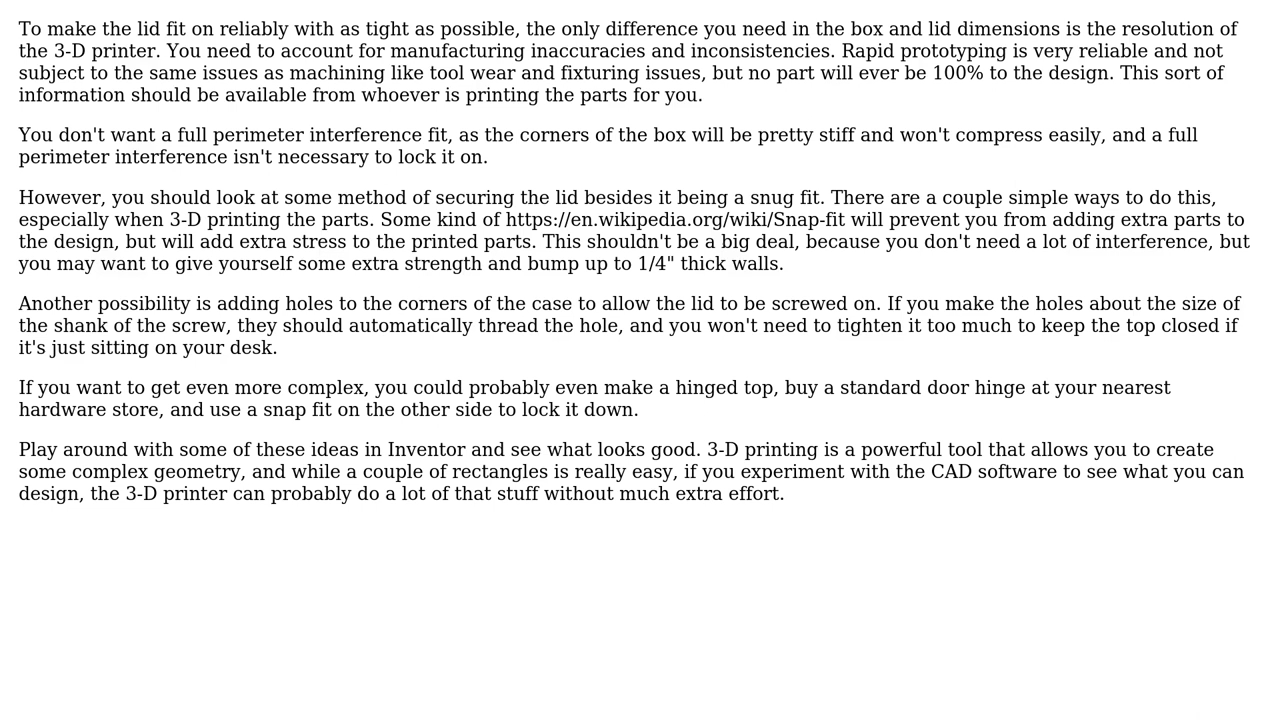 To make the lid fit on reliably with as tight as possible, the only difference you need in the box and lid dimensions is the resolution of
the 3-D printer. You need to account for manufacturing inaccuracies and inconsistencies. Rapid prototyping is very reliable and not
subject to the same issues as machining like tool wear and fixturing issues, but no part will ever be 100% to the design. This sort of
information should be available from whoever is printing the parts for you.
You don't want a full perimeter interference fit, as the corners of the box will be pretty stiff and won't compress easily, and a full
perimeter interference isn't necessary to lock it on.
However, you should look at some method of securing the lid besides it being a snug fit. There are a couple simple ways to do this,
especially when 3-D printing the parts. Some kind of https://en.wikipedia.org/wiki/Snap-fit will prevent you from adding extra parts to
the design, but will add extra stress to the printed parts. This shouldn't be a big deal, because you don't need a lot of interference, but
you may want to give yourself some extra strength and bump up to 1/4" thick walls.
Another possibility is adding holes to the corners of the case to allow the lid to be screwed on. If you make the holes about the size of
the shank of the screw, they should automatically thread the hole, and you won't need to tighten it too much to keep the top closed if
it's just sitting on your desk.
If you want to get even more complex, you could probably even make a hinged top, buy a standard door hinge at your nearest
hardware store, and use a snap fit on the other side to lock it down.
Play around with some of these ideas in Inventor and see what looks good. 3-D printing is a powerful tool that allows you to create
some complex geometry, and while a couple of rectangles is really easy, if you experiment with the CAD software to see what you can
design, the 3-D printer can probably do a lot of that stuff without much extra effort.